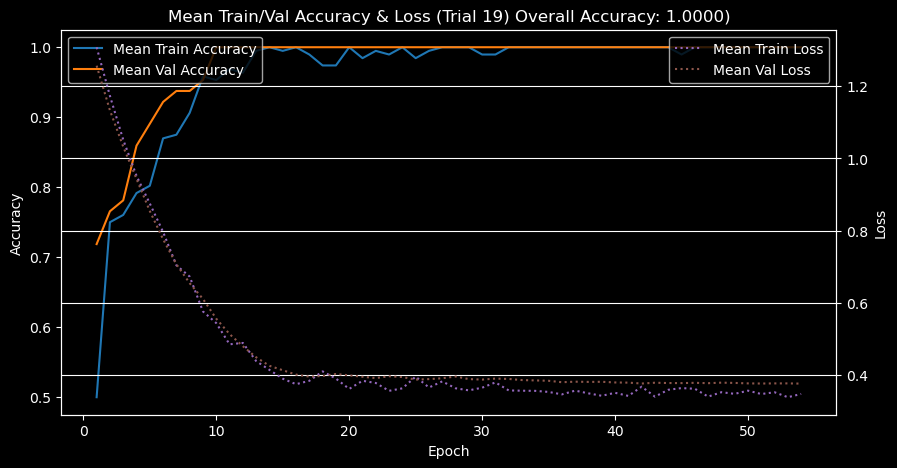 Mean Train/Val Accuracy & Loss (Trial 19) Overall Accuracy: 1.0000)
Mean Train Accuracy
Mean Val Accuracy
Mean Train Loss
Mean Val Loss
1.0
0.9
0.8
0.7
0.6
0.5
Accuracy
1.2
1.0
0.8
0.6
0.4
Loss
0 10 20 30 40 50
Epoch